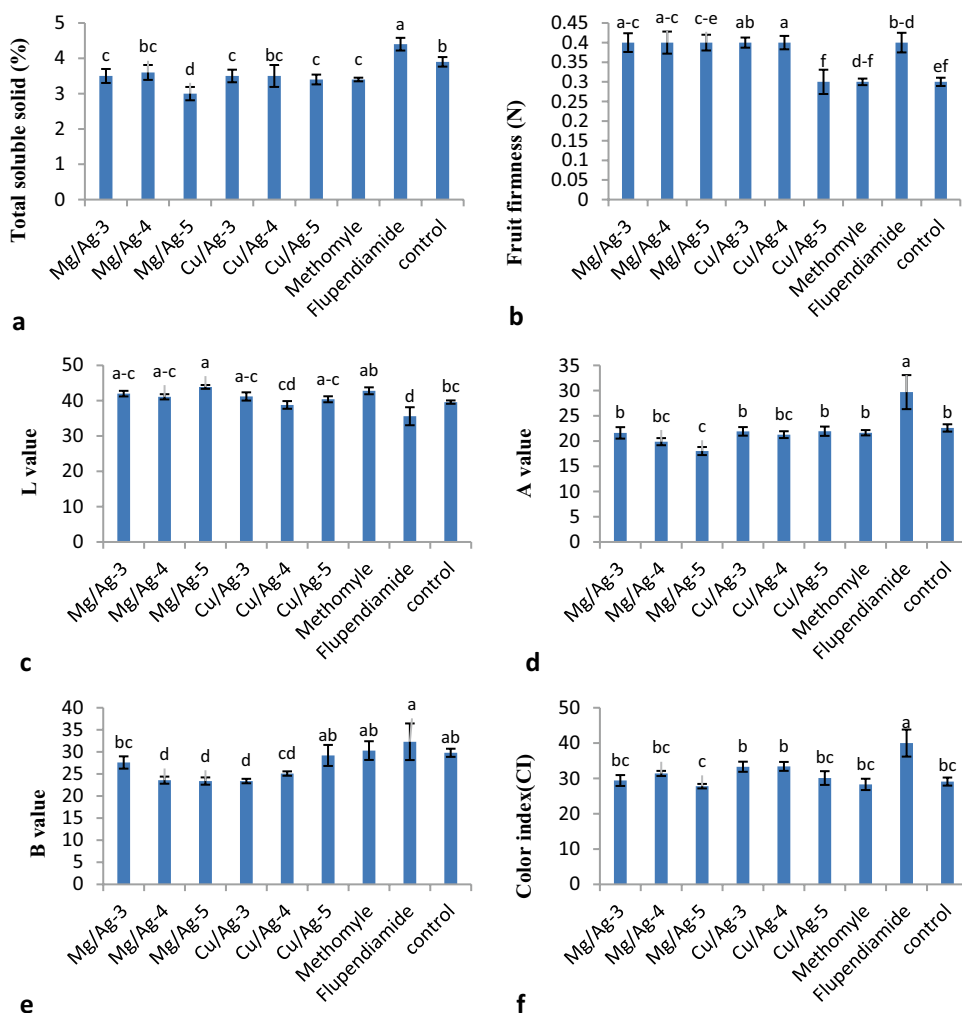 Total soluble solid (%)
5
4
3
2
1
0
c bc d c bc c c a b
Mg/Ag-3 Mg/Ag-4 Mg/Ag-5 Cu/Ag-3 Cu/Ag-4 Cu/Ag-5 Methomyle Flupendiamide control
a
Fruit firmness (N)
0.45
0.4
0.35
0.3
0.25
0.2
0.15
0.1
0.05
0
a-c a-c c-e ab a f d-f b-d ef
Mg/Ag-3 Mg/Ag-4 Mg/Ag-5 Cu/Ag-3 Cu/Ag-4 Cu/Ag-5 Methomyle Flupendiamide control
b
L value
50
40
30
20
10
0
a-c a-c a a-c cd a-c ab d bc
Mg/Ag-3 Mg/Ag-4 Mg/Ag-5 Cu/Ag-3 Cu/Ag-4 Cu/Ag-5 Methomyle Flupendiamide control
c
A value
35
30
25
20
15
10
5
0
b bc c b bc b b a b
Mg/Ag-3 Mg/Ag-4 Mg/Ag-5 Cu/Ag-3 Cu/Ag-4 Cu/Ag-5 Methomyle Flupendiamide control
d
B value
40
35
30
25
20
15
10
5
0
bc d d d cd ab ab a ab
Mg/Ag-3 Mg/Ag-4 Mg/Ag-5 Cu/Ag-3 Cu/Ag-4 Cu/Ag-5 Methomyle Flupendiamide control
e
Color index(CI)
50
40
30
20
10
0
bc bc c b b bc bc a bc
Mg/Ag-3 Mg/Ag-4 Mg/Ag-5 Cu/Ag-3 Cu/Ag-4 Cu/Ag-5 Methomyle Flupendiamide control
f